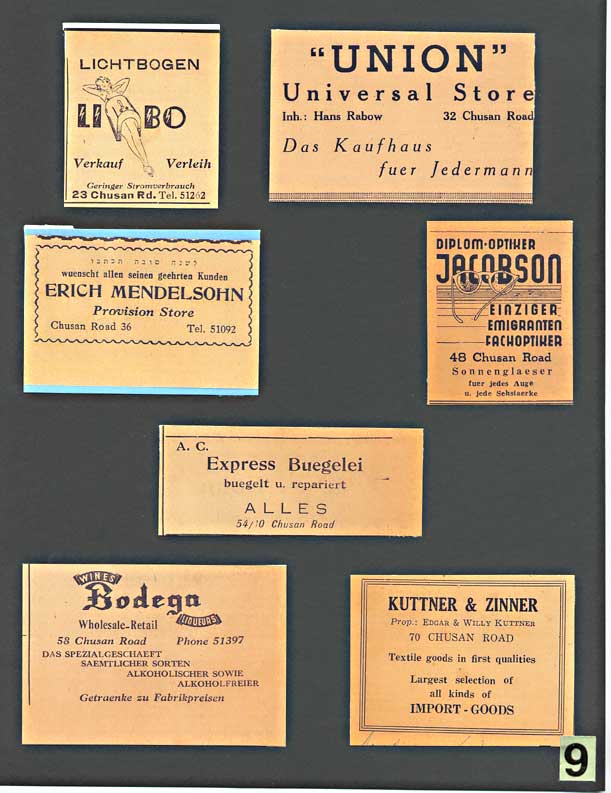 LICHTBOGEN
LIBO
Verkauf Verleih
Geringer Stromverbrauch
23 Chusan Rd. Tel. 51262
"UNION"
Universal Store
Inh.: Hans Rabow 32 Chusan Road
Das Kaufhaus
fuer Jedermann
לשנה טובה תכתבו
wuenscht allen seinen geehrten Kunden
ERICH MENDELSOHN
Provision Store
Chusan Road 36 Tel. 51092
DIPLOM-OPTIKER
JACOBSON
EINZIGER
EMIGRANTEN
FACHOPTIKER
48 Chusan Road
Sonnenglaeser
fuer jedes Auge
u. jede Sehstaerke
A. C.
Express Buegelei
buegelt u. repariert
ALLES
54/10 Chusan Road
WINES
Bodega
LIQUEURS
Wholesale-Retail
58 Chusan Road Phone 51397
DAS SPEZIALGESCHAEFT
SAEMTLICHER SORTEN
ALKOHOLISCHER SOWIE
ALKOHOLFREIER
Getraenke zu Fabrikpreisen
KUTTNER & ZINNER
Prop.: EDGAR & WILLY KUTTNER
70 CHUSAN ROAD
Textile goods in first qualities
Largest selection of
all kinds of
IMPORT - GOODS
9